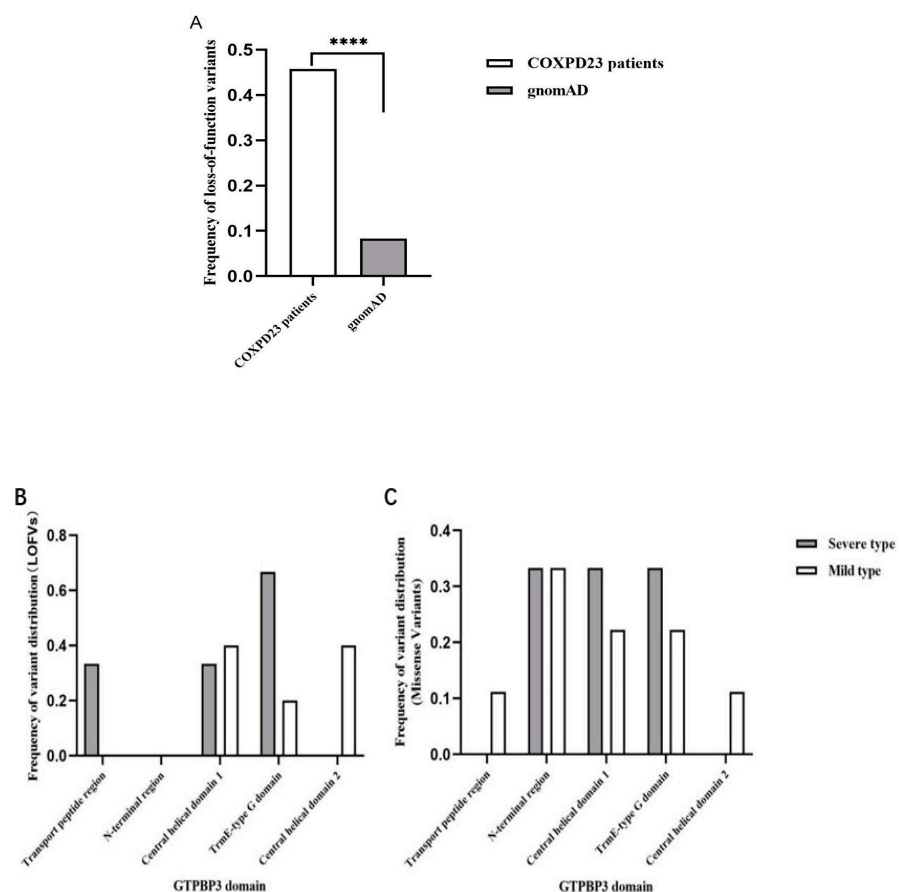 A
Frequency of loss-of-function variants
0.5
0.4
0.3
0.2
0.1
0.0
****
COXPD23 patients
gnomAD
COXPD23 patients
gnomAD
B
Frequency of variant distribution (LOFVs)
0.8
0.6
0.4
0.2
0.0
Transport peptide region
N-terminal region
Central helical domain 1
TrmE-type G domain
Central helical domain 2
GTPBP3 domain
C
Frequency of variant distribution
(Missense Variants)
0.4
0.3
0.2
0.1
0.0
Transport peptide region
N-terminal region
Central helical domain 1
TrmE-type G domain
Central helical domain 2
GTPBP3 domain
Severe type
Mild type